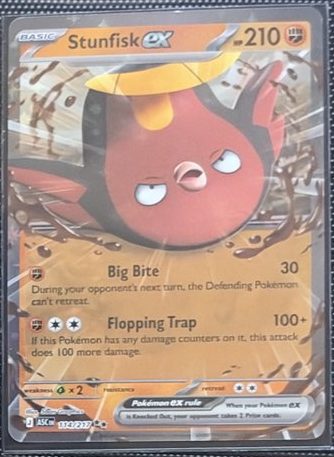 BASIC
Stunfisk ex
HP 210
Big Bite 30
During your opponent's next turn, the Defending Pokémon
can't retreat.
Flopping Trap 100+
If this Pokémon has any damage counters on it, this attack
does 100 more damage.
weakness × 2 resistance retreat
Pokémon ex rule When your Pokémon ex
is Knocked Out, your opponent takes 2 Prize cards.
J ASC EN 114/217